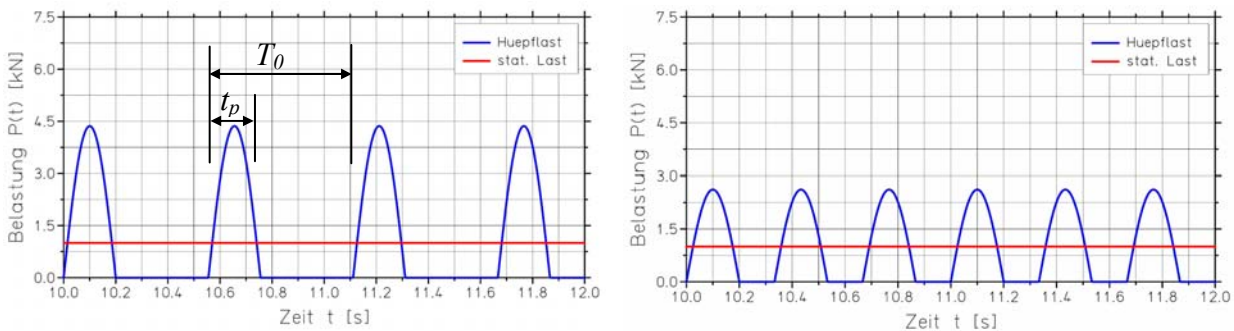 7.5
6.0
4.5
3.0
1.5
0.0
Belastung P(t) [kN]
Huepflast
stat. Last
T0
tp
10.0 10.2 10.4 10.6 10.8 11.0 11.2 11.4 11.6 11.8 12.0
Zeit t [s]
7.5
6.0
4.5
3.0
1.5
0.0
Belastung P(t) [kN]
Huepflast
stat. Last
10.0 10.2 10.4 10.6 10.8 11.0 11.2 11.4 11.6 11.8 12.0
Zeit t [s]